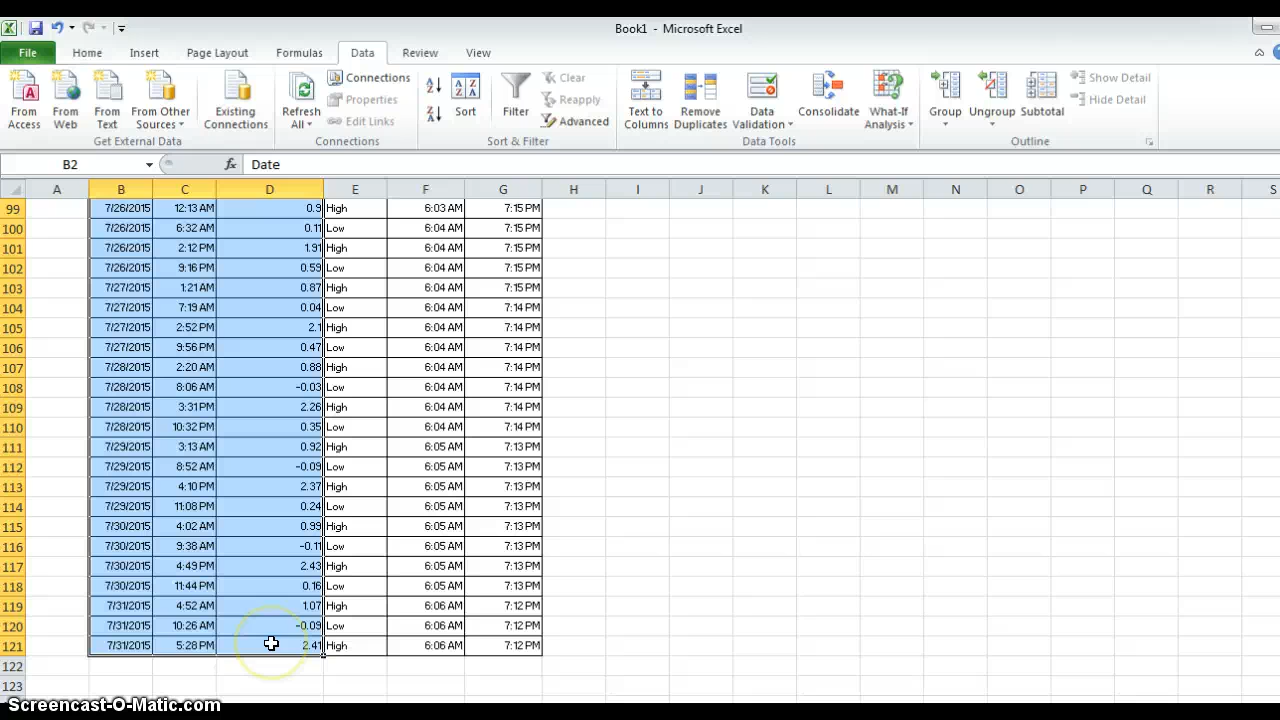 Book1 - Microsoft Excel
File Home Insert Page Layout Formulas Data Review View
From Access From Web From Text From Other Sources Existing Connections Refresh All Connections Properties Edit Links Sort Filter Clear Reapply Advanced Text to Columns Remove Duplicates Data Validation Consolidate What-If Analysis Group Ungroup Subtotal Show Detail Hide Detail
Get External Data Connections Sort & Filter Data Tools Outline
B2 fx Date
A B C D E F G H I J K L M N O P Q R S
99 7/26/2015 12:13 AM 0.9 High 6:03 AM 7:15 PM
100 7/26/2015 6:32 AM 0.11 Low 6:04 AM 7:15 PM
101 7/26/2015 2:12 PM 1.91 High 6:04 AM 7:15 PM
102 7/26/2015 9:16 PM 0.59 Low 6:04 AM 7:15 PM
103 7/27/2015 1:21 AM 0.87 High 6:04 AM 7:15 PM
104 7/27/2015 7:19 AM 0.04 Low 6:04 AM 7:14 PM
105 7/27/2015 2:52 PM 2.1 High 6:04 AM 7:14 PM
106 7/27/2015 9:56 PM 0.47 Low 6:04 AM 7:14 PM
107 7/28/2015 2:20 AM 0.88 High 6:04 AM 7:14 PM
108 7/28/2015 8:06 AM -0.03 Low 6:04 AM 7:14 PM
109 7/28/2015 3:31 PM 2.26 High 6:04 AM 7:14 PM
110 7/28/2015 10:32 PM 0.35 Low 6:04 AM 7:14 PM
111 7/29/2015 3:13 AM 0.92 High 6:05 AM 7:13 PM
112 7/29/2015 8:52 AM -0.09 Low 6:05 AM 7:13 PM
113 7/29/2015 4:10 PM 2.37 High 6:05 AM 7:13 PM
114 7/29/2015 11:08 PM 0.24 Low 6:05 AM 7:13 PM
115 7/30/2015 4:02 AM 0.99 High 6:05 AM 7:13 PM
116 7/30/2015 9:38 AM -0.11 Low 6:05 AM 7:13 PM
117 7/30/2015 4:49 PM 2.43 High 6:05 AM 7:13 PM
118 7/30/2015 11:44 PM 0.16 Low 6:05 AM 7:13 PM
119 7/31/2015 4:52 AM 1.07 High 6:06 AM 7:12 PM
120 7/31/2015 10:26 AM -0.09 Low 6:06 AM 7:12 PM
121 7/31/2015 5:28 PM 2.41 High 6:06 AM 7:12 PM
122
123
Screencast-O-Matic.com